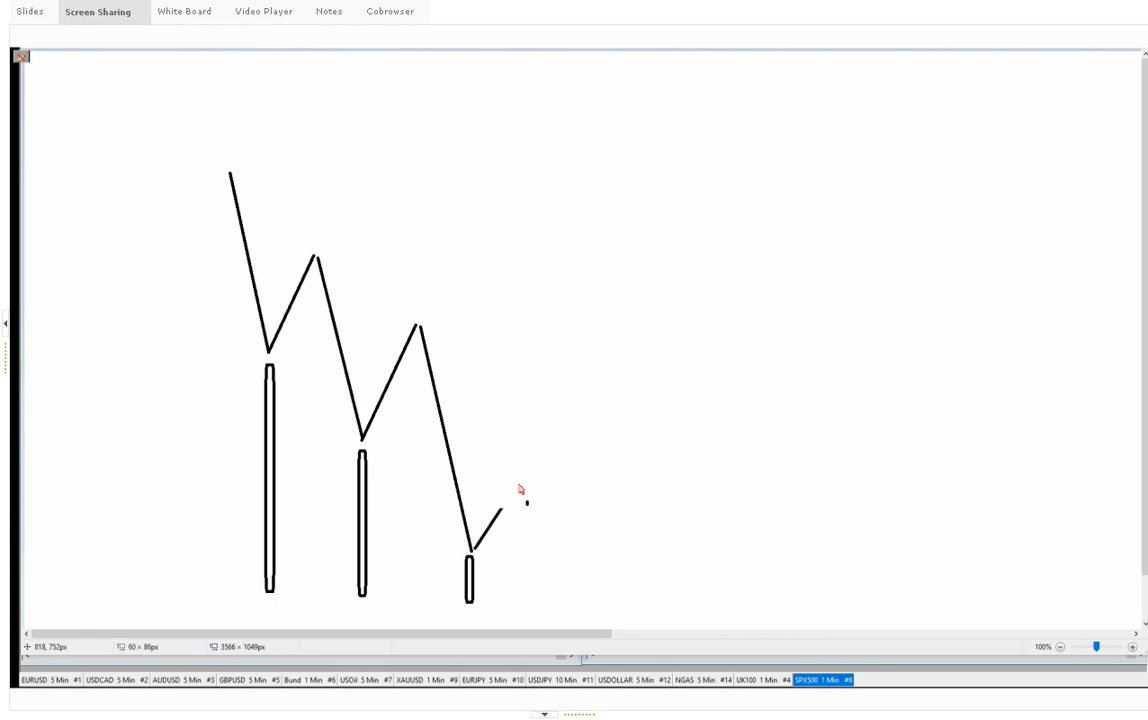 Slides Screen Sharing White Board Video Player Notes Cobrowser
818, 752px 60 × 86px 3566 × 1049px 100%
EURUSD 5 Min #1 USDCAD 5 Min #2 AUDUSD 5 Min #3 GBPUSD 5 Min #5 Bund 1 Min #6 USOil 5 Min #7 XAUUSD 1 Min #9 EURJPY 5 Min #10 USDJPY 10 Min #11 USDOLLAR 5 Min #12 NGAS 5 Min #14 UK100 1 Min #4 SPX500 1 Min #8